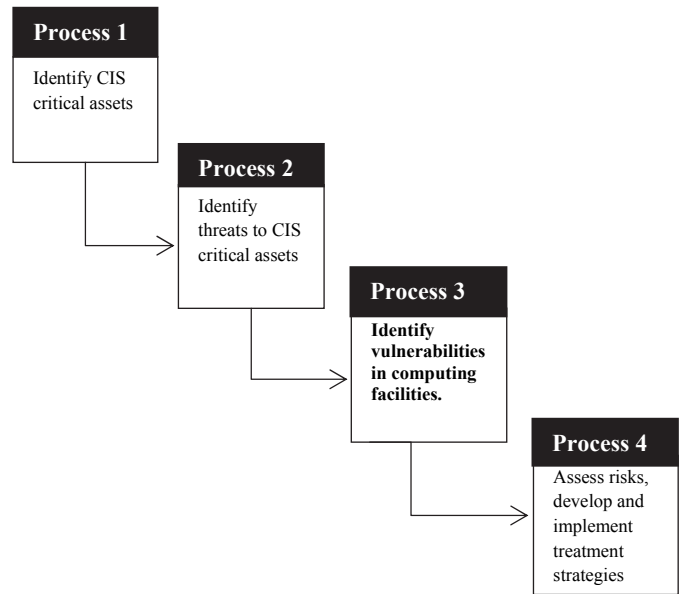 Process 1
Identify CIS
critical assets
Process 2
Identify
threats to CIS
critical assets
Process 3
Identify
vulnerabilities
in computing
facilities.
Process 4
Assess risks,
develop and
implement
treatment
strategies